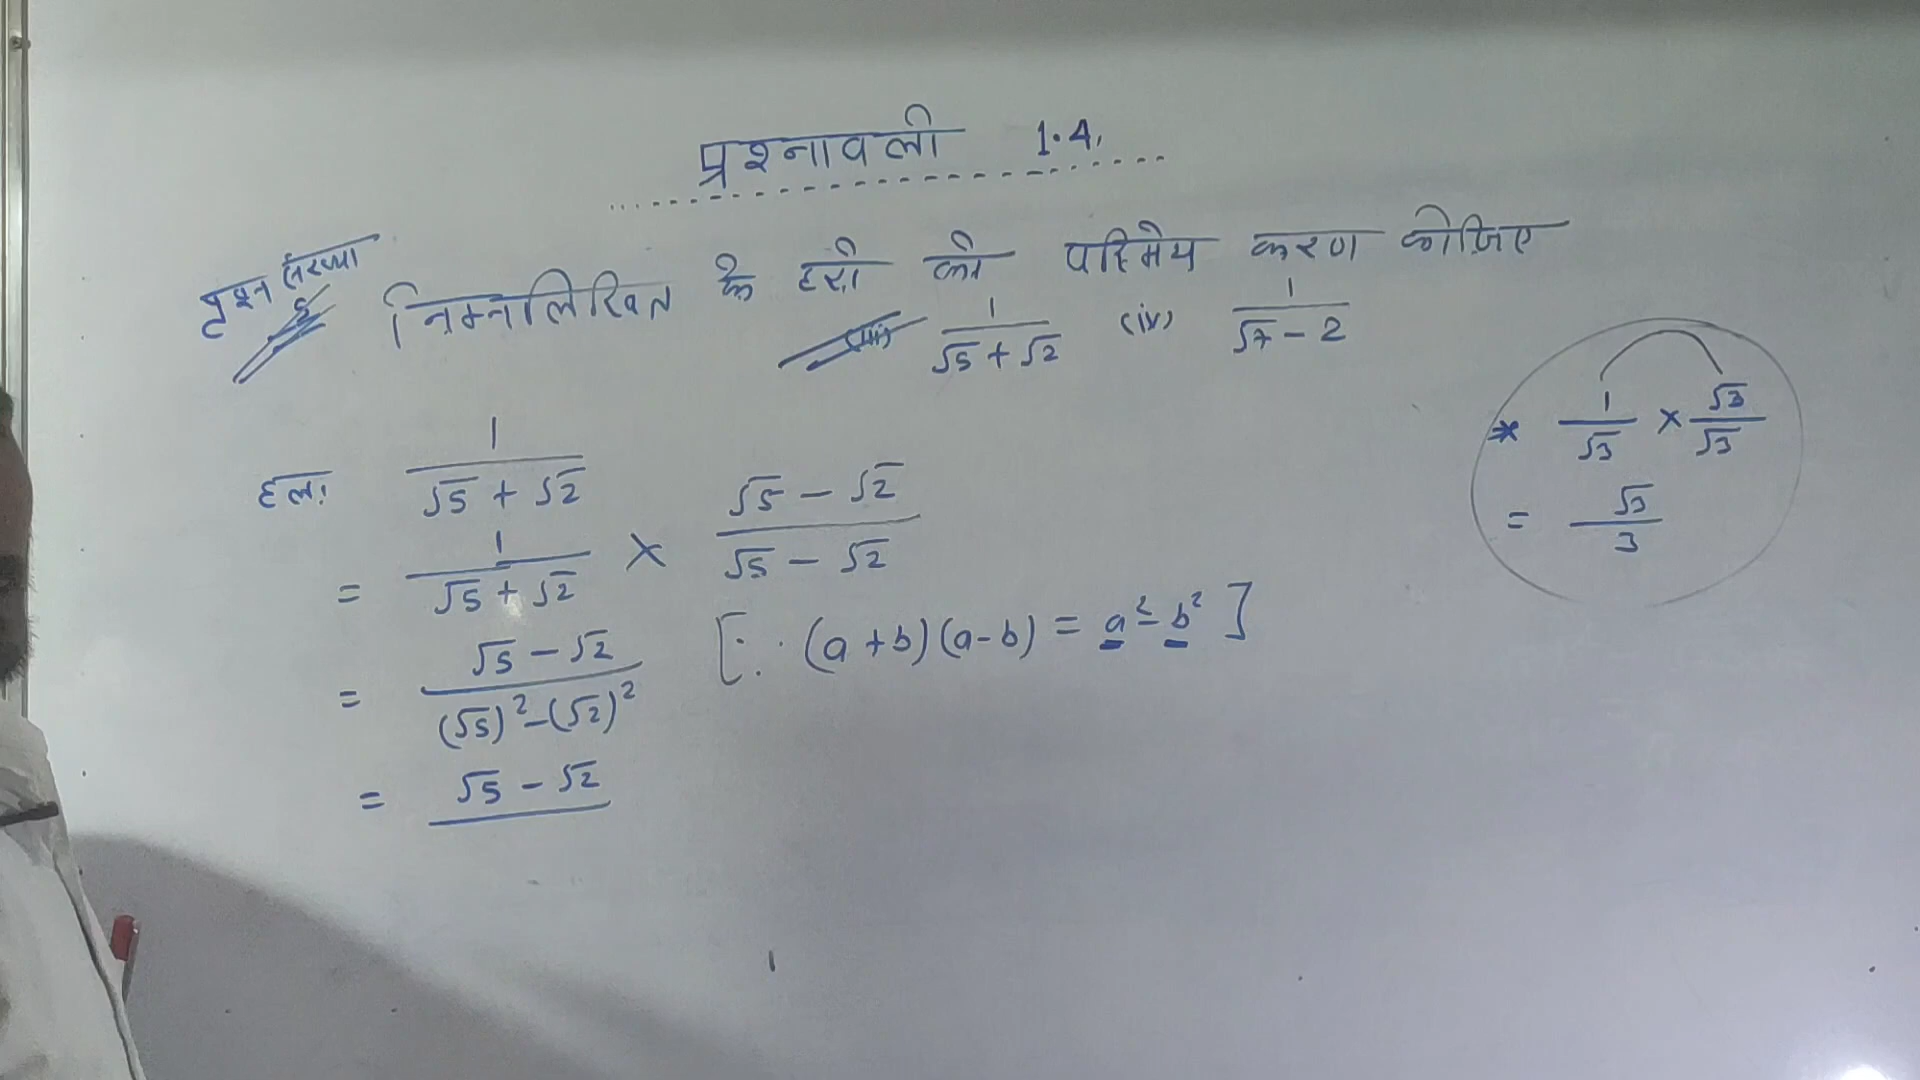 प्रश्नावली 1.4.
प्रश्न संख्या
निम्नलिखित के हरों को परिमेय करण कीजिए
(iii) 1/(√5 + √2) (iv) 1/(√7 - 2)
हल: 1/(√5 + √2)
= 1/(√5 + √2) × (√5 - √2)/(√5 - √2)
= (√5 - √2)/((√5)² - (√2)²) [∵ (a + b)(a - b) = a² - b²]
= √5 - √2
* 1/√3 × √3/√3
= √3/3